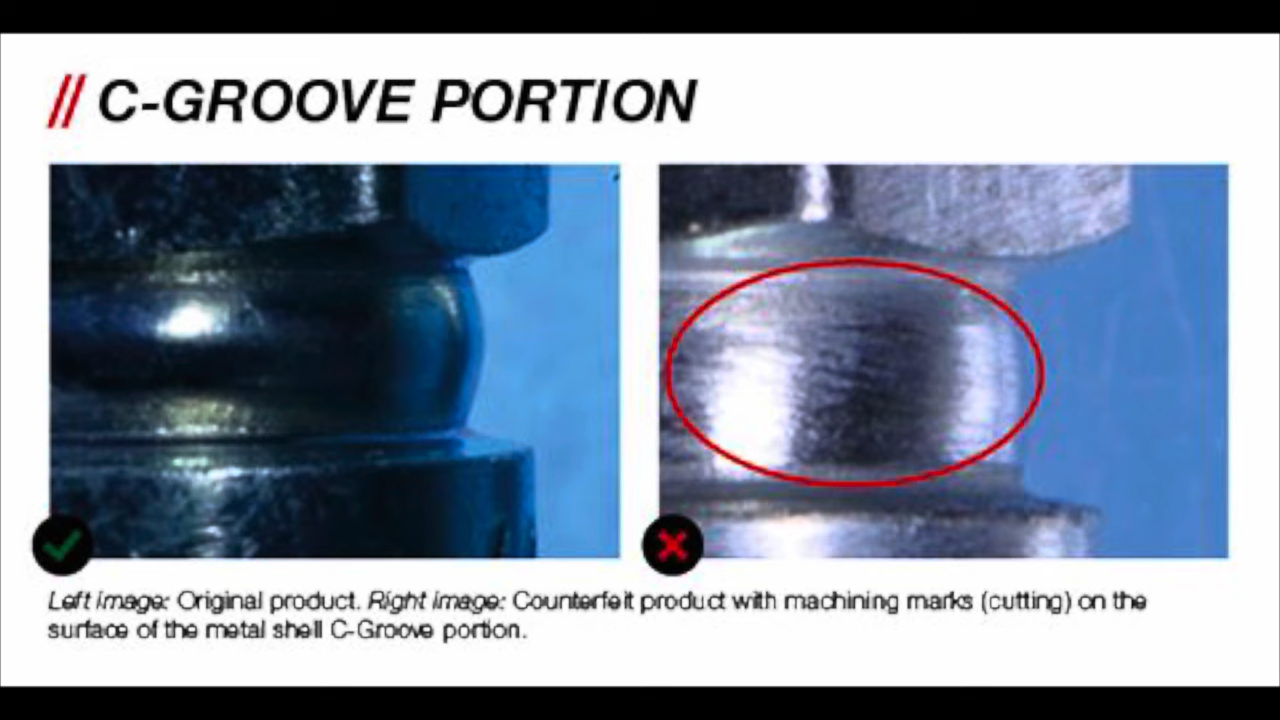 // C-GROOVE PORTION
Left image: Original product. Right image: Counterfeit product with machining marks (cutting) on the
surface of the metal shell C-Groove portion.